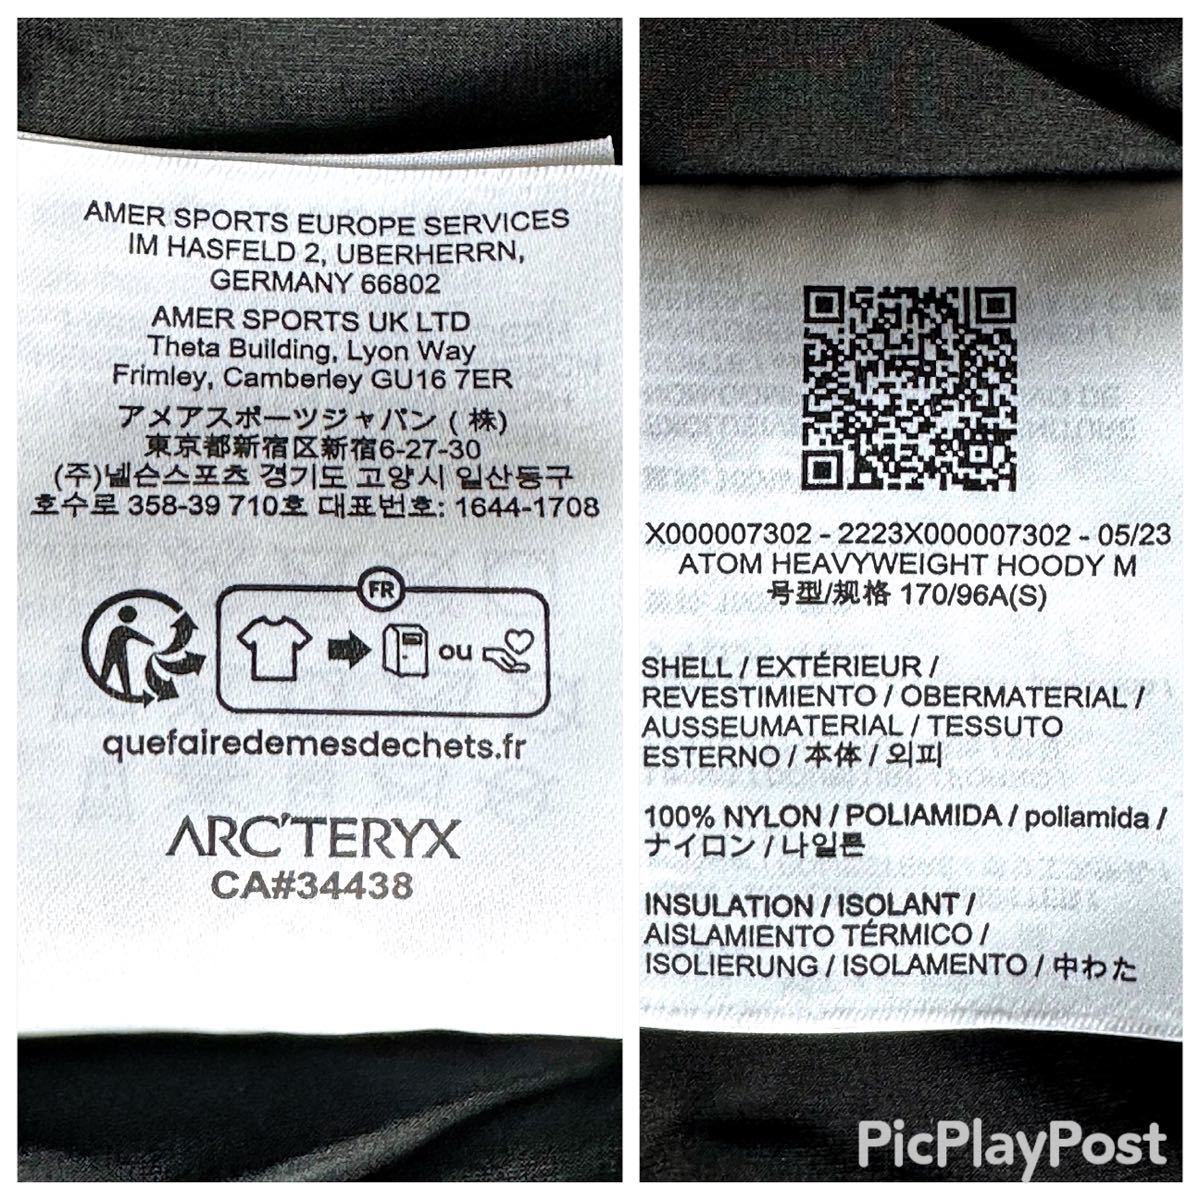 AMER SPORTS EUROPE SERVICES
IM HASFELD 2, UBERHERRN,
GERMANY 66802
AMER SPORTS UK LTD
Theta Building, Lyon Way
Frimley, Camberley GU16 7ER
アメアスポーツジャパン (株)
東京都新宿区新宿6-27-30
(주)넬슨스포츠 경기도 고양시 일산동구
호수로 358-39 710호 대표번호: 1644-1708
FR
ou
quefairedemesdechets.fr
ARC'TERYX
CA#34438
X000007302 - 2223X000007302 - 05/23
ATOM HEAVYWEIGHT HOODY M
号型/规格 170/96A(S)
SHELL / EXTÉRIEUR /
REVESTIMIENTO / OBERMATERIAL /
AUSSEUMATERIAL / TESSUTO
ESTERNO / 本体 / 외피
100% NYLON / POLIAMIDA / poliamida /
ナイロン / 나일론
INSULATION / ISOLANT /
AISLAMIENTO TÉRMICO /
ISOLIERUNG / ISOLAMENTO / 中わた
PicPlayPost